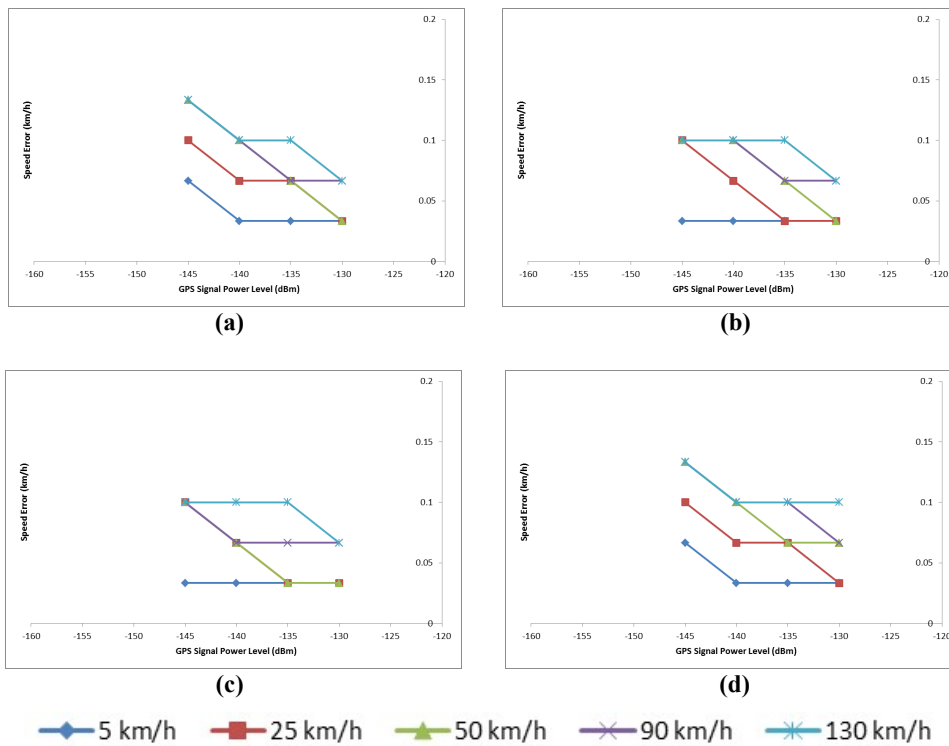 0.2
0.15
0.1
0.05
0
Speed Error (km/h)
-160 -155 -150 -145 -140 -135 -130 -125 -120
GPS Signal Power Level (dBm)
(a)
0.2
0.15
0.1
0.05
0
Speed Error (km/h)
-160 -155 -150 -145 -140 -135 -130 -125 -120
GPS Signal Power Level (dBm)
(b)
0.2
0.15
0.1
0.05
0
Speed Error (km/h)
-160 -155 -150 -145 -140 -135 -130 -125 -120
GPS Signal Power Level (dBm)
(c)
0.2
0.15
0.1
0.05
0
Speed Error (km/h)
-160 -155 -150 -145 -140 -135 -130 -125 -120
GPS Signal Power Level (dBm)
(d)
5 km/h 25 km/h 50 km/h 90 km/h 130 km/h